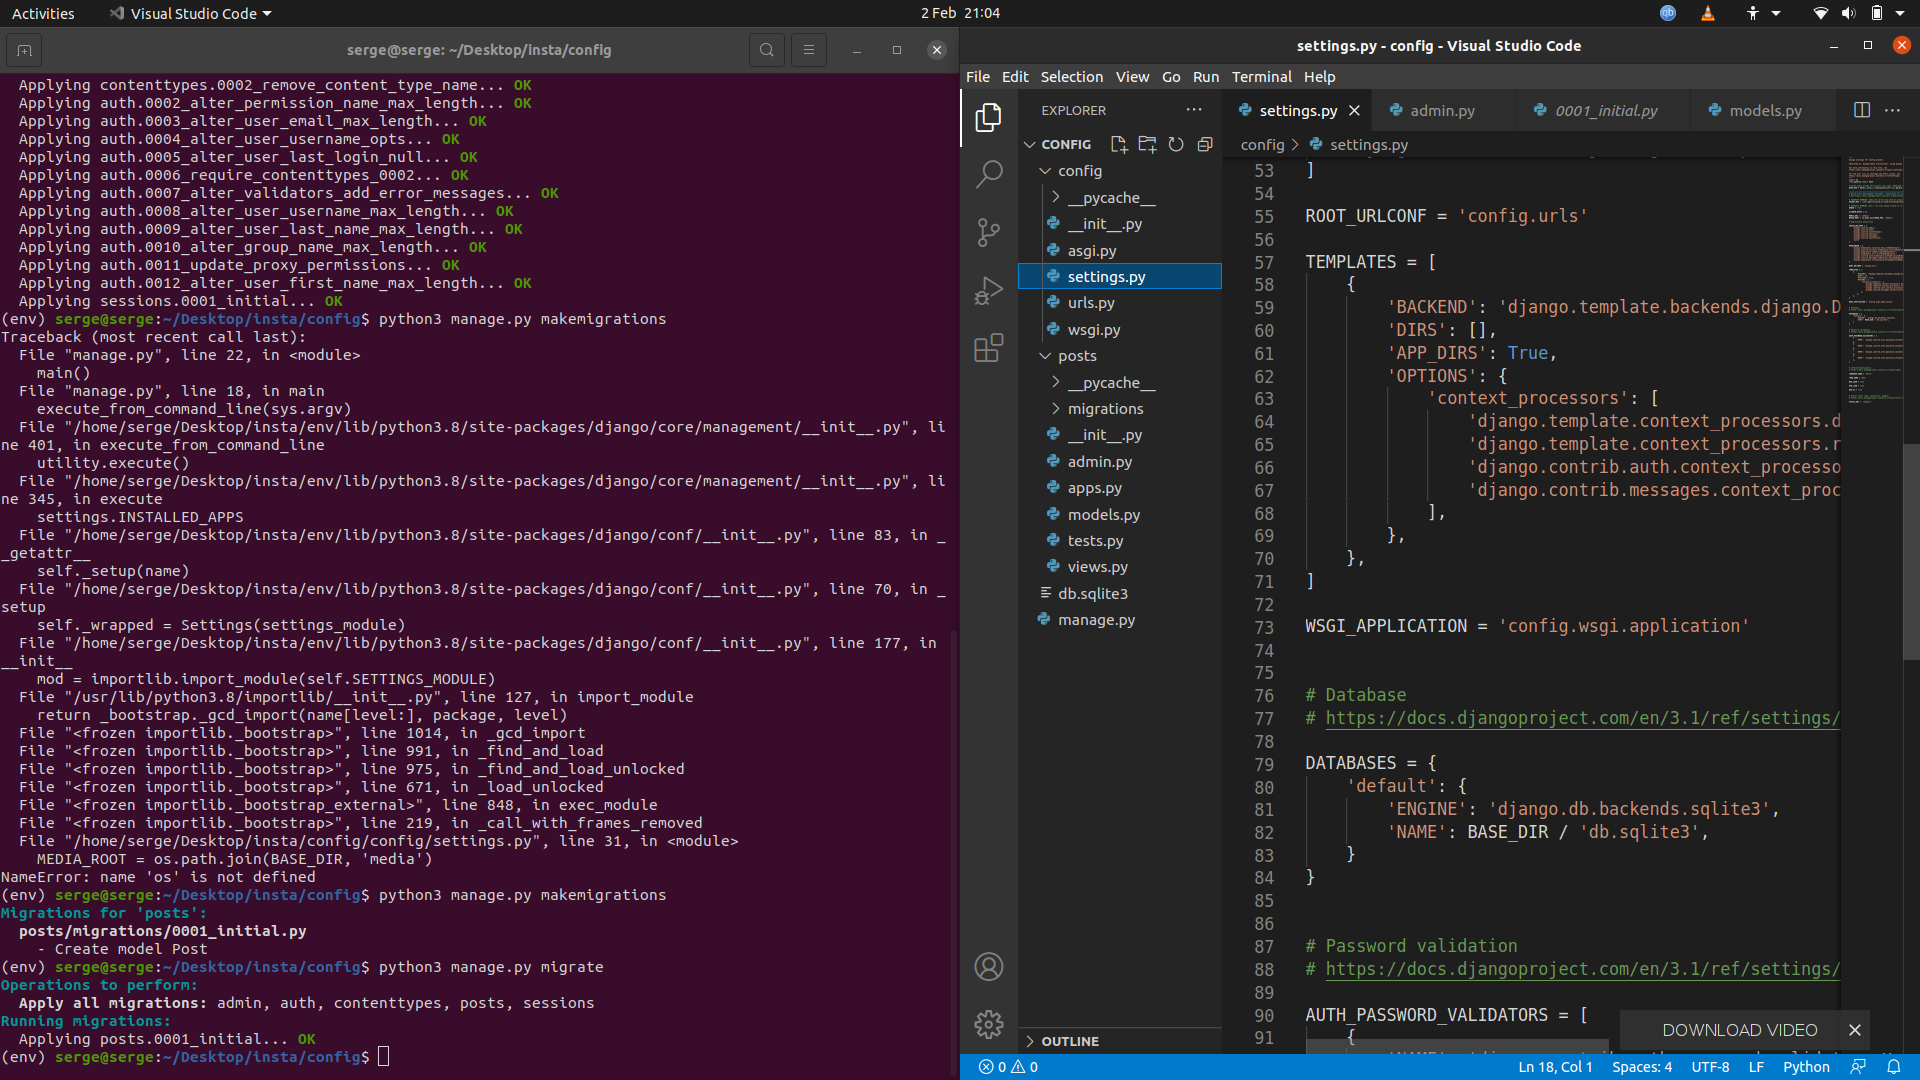 Activities
Visual Studio Code
2 Feb 21:04
serge@serge: ~/Desktop/insta/config
Applying contenttypes.0002_remove_content_type_name... OK
Applying auth.0002_alter_permission_name_max_length... OK
Applying auth.0003_alter_user_email_max_length... OK
Applying auth.0004_alter_user_username_opts... OK
Applying auth.0005_alter_user_last_login_null... OK
Applying auth.0006_require_contenttypes_0002... OK
Applying auth.0007_alter_validators_add_error_messages... OK
Applying auth.0008_alter_user_username_max_length... OK
Applying auth.0009_alter_user_last_name_max_length... OK
Applying auth.0010_alter_group_name_max_length... OK
Applying auth.0011_update_proxy_permissions... OK
Applying auth.0012_alter_user_first_name_max_length... OK
Applying sessions.0001_initial... OK
(env) serge@serge:~/Desktop/insta/config$ python3 manage.py makemigrations
Traceback (most recent call last):
File "manage.py", line 22, in <module>
main()
File "manage.py", line 18, in main
execute_from_command_line(sys.argv)
File "/home/serge/Desktop/insta/env/lib/python3.8/site-packages/django/core/management/__init__.py", li
ne 401, in execute_from_command_line
utility.execute()
File "/home/serge/Desktop/insta/env/lib/python3.8/site-packages/django/core/management/__init__.py", li
ne 345, in execute
settings.INSTALLED_APPS
File "/home/serge/Desktop/insta/env/lib/python3.8/site-packages/django/conf/__init__.py", line 83, in _
_getattr__
self._setup(name)
File "/home/serge/Desktop/insta/env/lib/python3.8/site-packages/django/conf/__init__.py", line 70, in _
setup
self._wrapped = Settings(settings_module)
File "/home/serge/Desktop/insta/env/lib/python3.8/site-packages/django/conf/__init__.py", line 177, in
__init__
mod = importlib.import_module(self.SETTINGS_MODULE)
File "/usr/lib/python3.8/importlib/__init__.py", line 127, in import_module
return _bootstrap._gcd_import(name[level:], package, level)
File "<frozen importlib._bootstrap>", line 1014, in _gcd_import
File "<frozen importlib._bootstrap>", line 991, in _find_and_load
File "<frozen importlib._bootstrap>", line 975, in _find_and_load_unlocked
File "<frozen importlib._bootstrap>", line 671, in _load_unlocked
File "<frozen importlib._bootstrap_external>", line 848, in exec_module
File "<frozen importlib._bootstrap>", line 219, in _call_with_frames_removed
File "/home/serge/Desktop/insta/config/config/settings.py", line 31, in <module>
MEDIA_ROOT = os.path.join(BASE_DIR, 'media')
NameError: name 'os' is not defined
(env) serge@serge:~/Desktop/insta/config$ python3 manage.py makemigrations
Migrations for 'posts':
posts/migrations/0001_initial.py
- Create model Post
(env) serge@serge:~/Desktop/insta/config$ python3 manage.py migrate
Operations to perform:
Apply all migrations: admin, auth, contenttypes, posts, sessions
Running migrations:
Applying posts.0001_initial... OK
(env) serge@serge:~/Desktop/insta/config$
settings.py - config - Visual Studio Code
File Edit Selection View Go Run Terminal Help
EXPLORER
CONFIG
config
__pycache__
__init__.py
asgi.py
settings.py
urls.py
wsgi.py
posts
__pycache__
migrations
__init__.py
admin.py
apps.py
models.py
tests.py
views.py
db.sqlite3
manage.py
OUTLINE
settings.py admin.py 0001_initial.py models.py
config > settings.py
53 ]
54
55 ROOT_URLCONF = 'config.urls'
56
57 TEMPLATES = [
58 {
59 'BACKEND': 'django.template.backends.django.D
60 'DIRS': [],
61 'APP_DIRS': True,
62 'OPTIONS': {
63 'context_processors': [
64 'django.template.context_processors.d
65 'django.template.context_processors.r
66 'django.contrib.auth.context_processo
67 'django.contrib.messages.context_proc
68 ],
69 },
70 },
71 ]
72
73 WSGI_APPLICATION = 'config.wsgi.application'
74
75
76 # Database
77 # https://docs.djangoproject.com/en/3.1/ref/settings/
78
79 DATABASES = {
80 'default': {
81 'ENGINE': 'django.db.backends.sqlite3',
82 'NAME': BASE_DIR / 'db.sqlite3',
83 }
84 }
85
86
87 # Password validation
88 # https://docs.djangoproject.com/en/3.1/ref/settings/
89
90 AUTH_PASSWORD_VALIDATORS = [
91 {
DOWNLOAD VIDEO
0 0
Ln 18, Col 1 Spaces: 4 UTF-8 LF Python